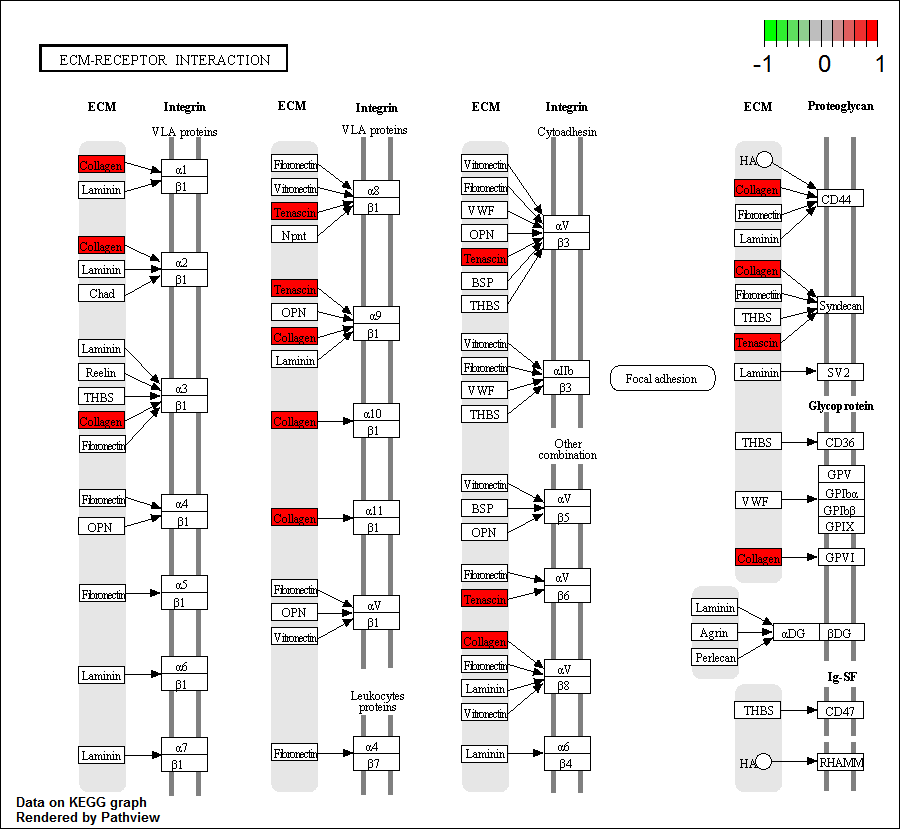 ECM-RECEPTOR INTERACTION
-1 0 1
ECM Integrin
VLA proteins
Collagen
Laminin
α1
β1
Collagen
Laminin
Chad
α2
β1
Laminin
Reelin
THBS
Collagen
Fibronectin
α3
β1
Fibronectin
OPN
α4
β1
Fibronectin
α5
β1
Laminin
α6
β1
Laminin
α7
β1
ECM Integrin
VLA proteins
Fibronectin
Vitronectin
Tenascin
Npnt
α8
β1
Tenascin
OPN
Collagen
Laminin
α9
β1
Collagen
α10
β1
Collagen
α11
β1
Fibronectin
OPN
Vitronectin
αV
β1
Leukocytes
proteins
Fibronectin
α4
β7
ECM Integrin
Cytoadhesin
Vitronectin
Fibronectin
VWF
OPN
Tenascin
BSP
THBS
αV
β3
Vitronectin
Fibronectin
VWF
THBS
αIIb
β3
Other
combination
Vitronectin
BSP
OPN
αV
β5
Fibronectin
Tenascin
αV
β6
Collagen
Fibronectin
Laminin
Vitronectin
αV
β8
Laminin
α6
β4
Focal adhesion
ECM Proteoglycan
HA
Collagen
Fibronectin
Laminin
CD44
Collagen
Fibronectin
THBS
Tenascin
Syndecan
Laminin
SV2
Glycoprotein
THBS
CD36
VWF
GPV
GPIbα
GPIbβ
GPIX
Collagen
GPVI
Laminin
Agrin
Perlecan
αDG βDG
Ig-SF
THBS
CD47
HA
RHAMM
Data on KEGG graph
Rendered by Pathview